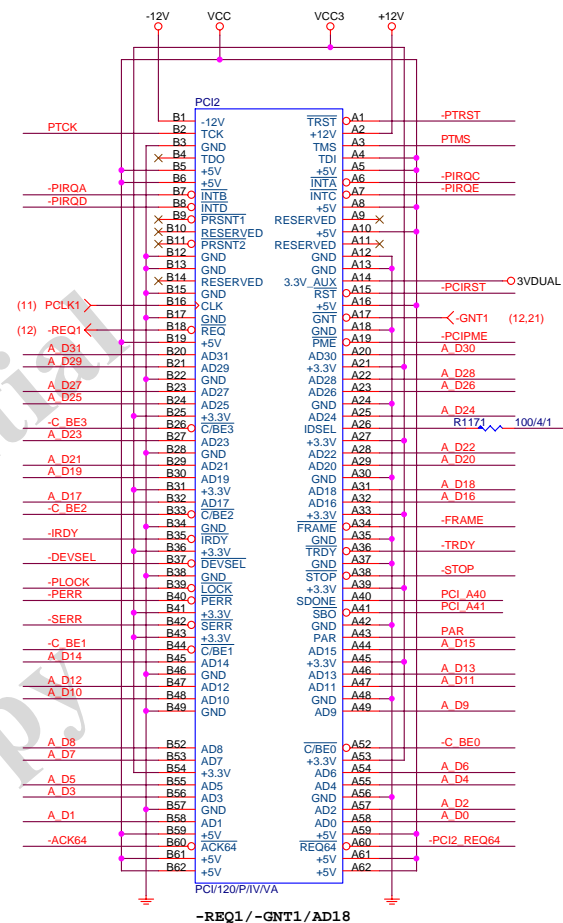 -12V VCC VCC3 +12V
PCI2
B1 -12V TRST A1 -PTRST
PTCK B2 TCK +12V A2
B3 GND TMS A3 PTMS
B4 TDO TDI A4
B5 +5V +5V A5
B6 +5V INTA A6 -PIRQC
-PIRQA B7 INTB INTC A7 -PIRQE
-PIRQD B8 INTD +5V A8
B9 PRSNT1 RESERVED A9
B10 RESERVED +5V A10
B11 PRSNT2 RESERVED A11
B12 GND GND A12
B13 GND GND A13
B14 RESERVED 3.3V_AUX A14 3VDUAL
B15 GND RST A15 -PCIRST
(11) PCLK1 B16 CLK +5V A16
B17 GND GNT A17 -GNT1 (12,21)
(12) -REQ1 B18 REQ GND A18
B19 +5V PME A19 -PCIPME
A_D31 B20 AD31 AD30 A20 A_D30
A_D29 B21 AD29 +3.3V A21
B22 GND AD28 A22 A_D28
A_D27 B23 AD27 AD26 A23 A_D26
A_D25 B24 AD25 GND A24
B25 +3.3V AD24 A25 A_D24
-C_BE3 B26 C/BE3 IDSEL A26 R1171 100/4/1
A_D23 B27 AD23 +3.3V A27
B28 GND AD22 A28 A_D22
A_D21 B29 AD21 AD20 A29 A_D20
A_D19 B30 AD19 GND A30
B31 +3.3V AD18 A31 A_D18
A_D17 B32 AD17 AD16 A32 A_D16
-C_BE2 B33 C/BE2 +3.3V A33
B34 GND FRAME A34 -FRAME
-IRDY B35 IRDY GND A35
B36 +3.3V TRDY A36 -TRDY
-DEVSEL B37 DEVSEL GND A37
B38 GND STOP A38 -STOP
-PLOCK B39 LOCK +3.3V A39
-PERR B40 PERR SDONE A40 PCI_A40
B41 +3.3V SBO A41 PCI_A41
-SERR B42 SERR GND A42
B43 +3.3V PAR A43 PAR
-C_BE1 B44 C/BE1 AD15 A44 A_D15
A_D14 B45 AD14 +3.3V A45
B46 GND AD13 A46 A_D13
A_D12 B47 AD12 AD11 A47 A_D11
A_D10 B48 AD10 GND A48
B49 GND AD9 A49 A_D9
A_D8 B52 AD8 C/BE0 A52 -C_BE0
A_D7 B53 AD7 +3.3V A53
B54 +3.3V AD6 A54 A_D6
A_D5 B55 AD5 AD4 A55 A_D4
A_D3 B56 AD3 GND A56
B57 GND AD2 A57 A_D2
A_D1 B58 AD1 AD0 A58 A_D0
B59 +5V +5V A59
-ACK64 B60 ACK64 REQ64 A60 -PCI2_REQ64
B61 +5V +5V A61
B62 +5V +5V A62
PCI/120/P/IV/VA
-REQ1/-GNT1/AD18